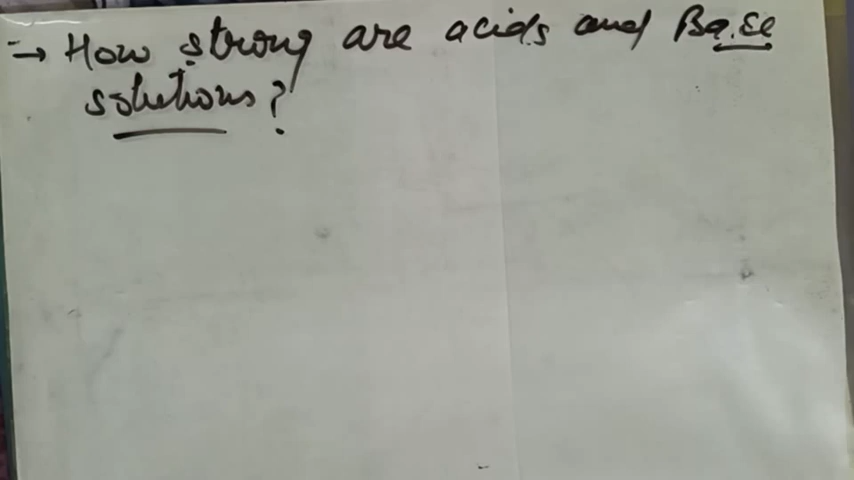 → How strong are acids and Base
solutions?